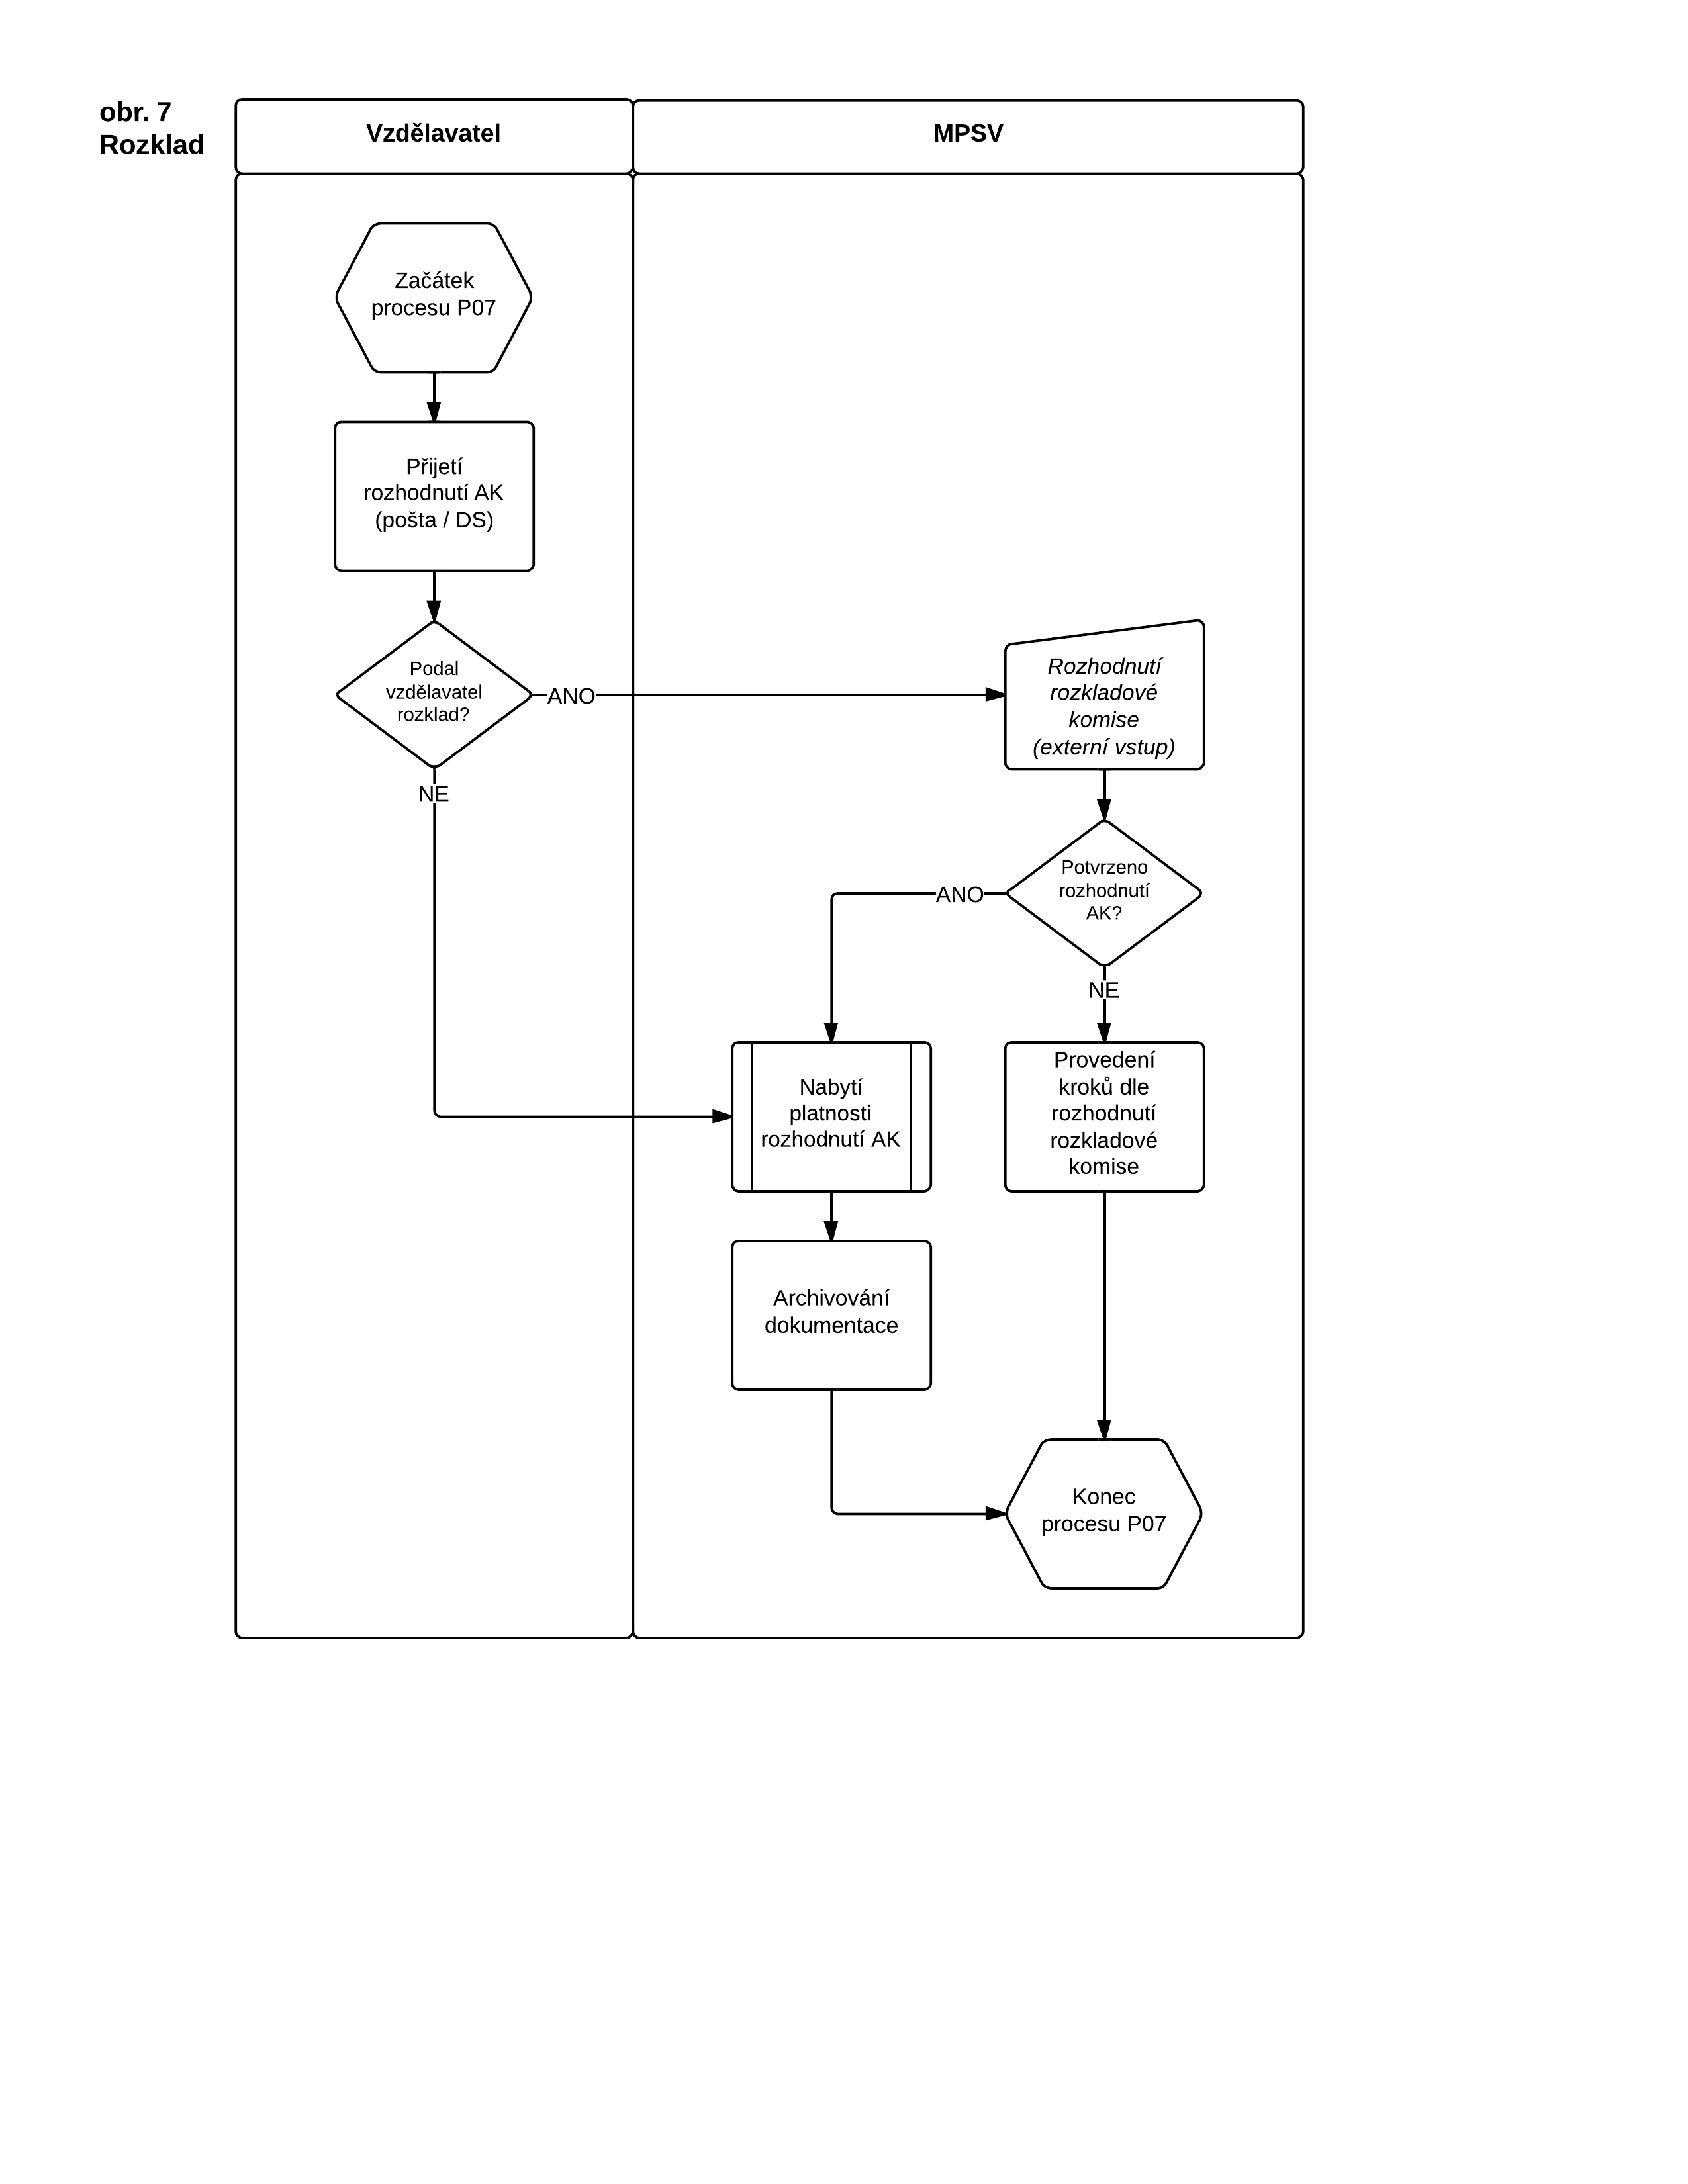 obr. 7
Rozklad
Vzdělavatel
MPSV
Začátek
procesu P07
Přijetí
rozhodnutí AK
(pošta / DS)
Podal
vzdělavatel
rozklad?
ANO
Rozhodnutí
rozkladové
komise
(externí vstup)
NE
Potvrzeno
rozhodnutí
AK?
ANO
NE
Nabytí
platnosti
rozhodnutí AK
Provedení
kroků dle
rozhodnutí
rozkladové
komise
Archivování
dokumentace
Konec
procesu P07